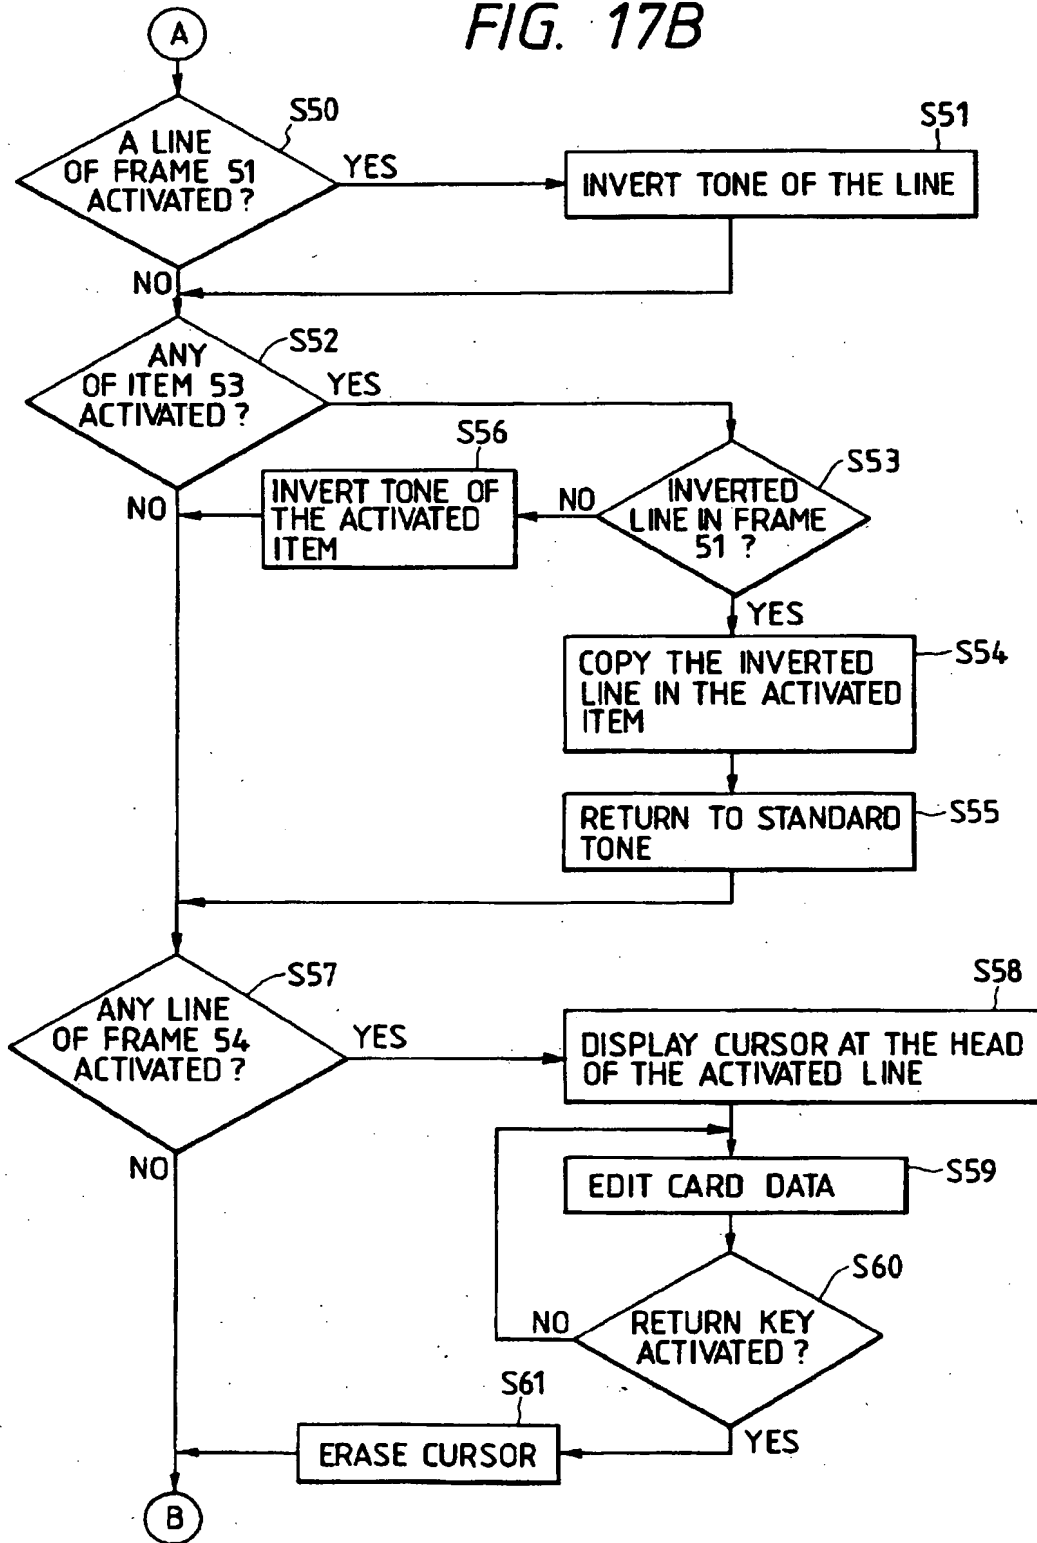 FIG. 17B
A
S50
A LINE
OF FRAME 51
ACTIVATED ?
YES
S51
INVERT TONE OF THE LINE
NO
S52
ANY
OF ITEM 53
ACTIVATED ?
YES
S53
INVERTED
LINE IN FRAME
51 ?
NO
S56
INVERT TONE OF
THE ACTIVATED
ITEM
NO
YES
S54
COPY THE INVERTED
LINE IN THE ACTIVATED
ITEM
S55
RETURN TO STANDARD
TONE
S57
ANY LINE
OF FRAME 54
ACTIVATED ?
YES
S58
DISPLAY CURSOR AT THE HEAD
OF THE ACTIVATED LINE
NO
S59
EDIT CARD DATA
S60
RETURN KEY
ACTIVATED ?
NO
YES
S61
ERASE CURSOR
B